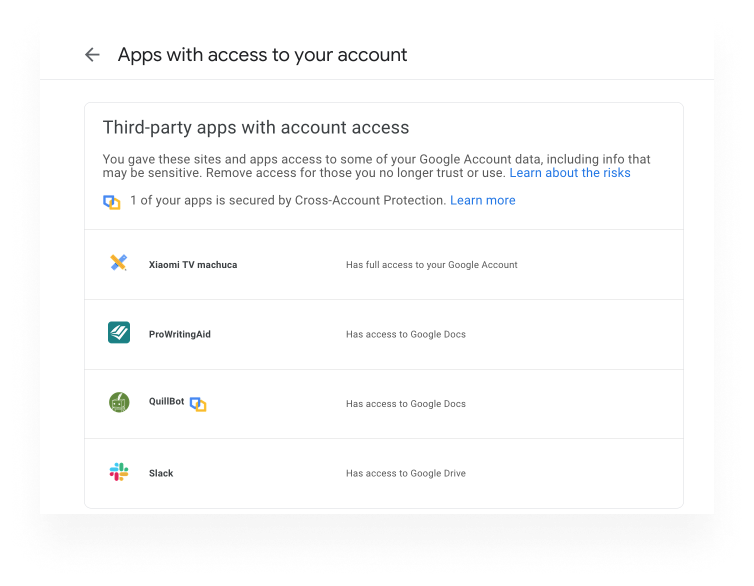 Apps with access to your account
Third-party apps with account access
You gave these sites and apps access to some of your Google Account data, including info that
may be sensitive. Remove access for those you no longer trust or use. Learn about the risks
1 of your apps is secured by Cross-Account Protection. Learn more
Xiaomi TV machuca Has full access to your Google Account
ProWritingAid Has access to Google Docs
QuillBot Has access to Google Docs
Slack Has access to Google Drive